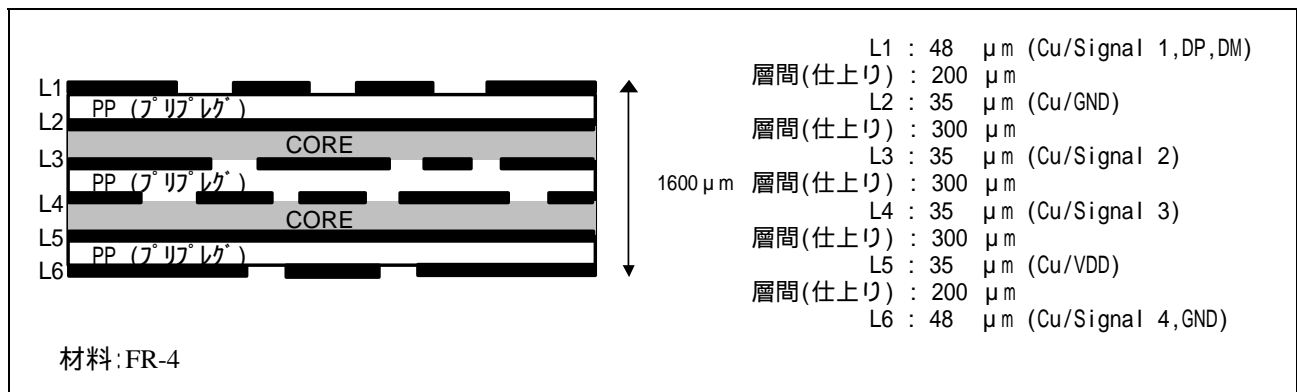 L1
PP (プリプレグ)
L2
CORE
L3
PP (プリプレグ)
L4
CORE
L5
PP (プリプレグ)
L6
1600μm
L1 : 48 μm (Cu/Signal 1,DP,DM)
層間(仕上り) : 200 μm
L2 : 35 μm (Cu/GND)
層間(仕上り) : 300 μm
L3 : 35 μm (Cu/Signal 2)
層間(仕上り) : 300 μm
L4 : 35 μm (Cu/Signal 3)
層間(仕上り) : 300 μm
L5 : 35 μm (Cu/VDD)
層間(仕上り) : 200 μm
L6 : 48 μm (Cu/Signal 4,GND)
材料:FR-4